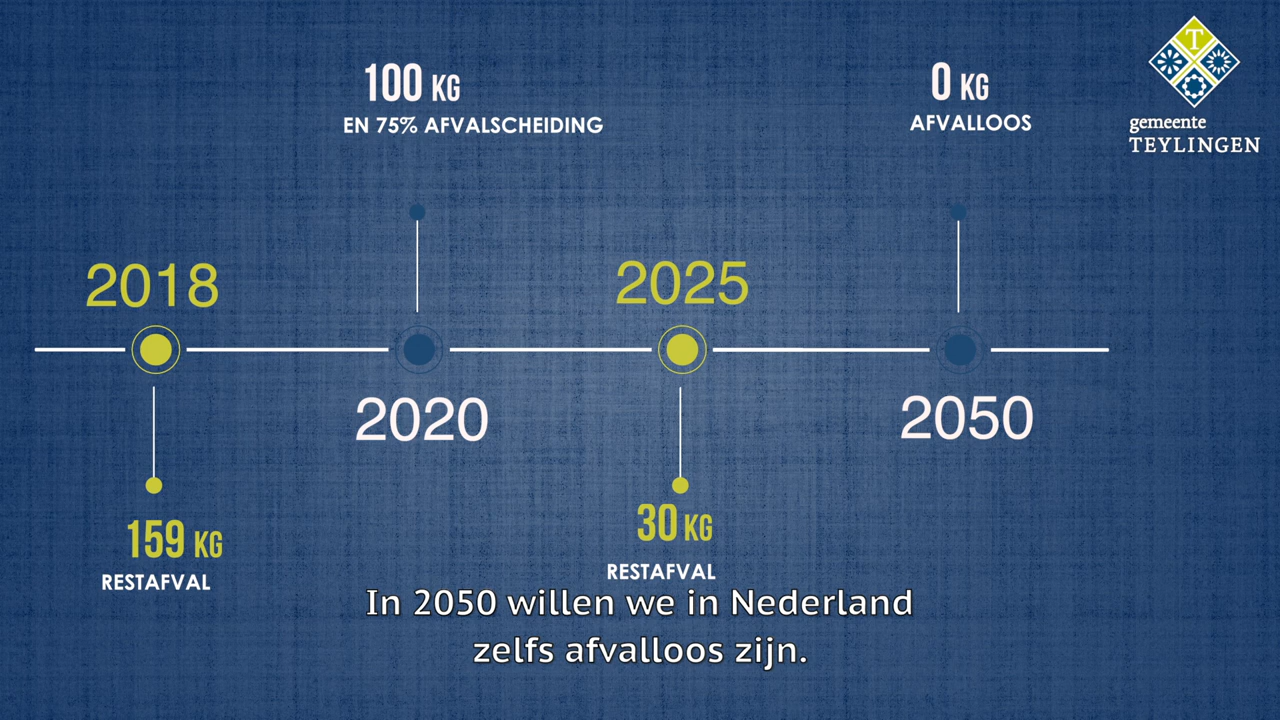 100 KG
EN 75% AFVALSCHEIDING
0 KG
AFVALLOOS
T
gemeente
TEYLINGEN
2018
2025
2020
2050
159 KG
RESTAFVAL
30 KG
RESTAFVAL
In 2050 willen we in Nederland
zelfs afvalloos zijn.